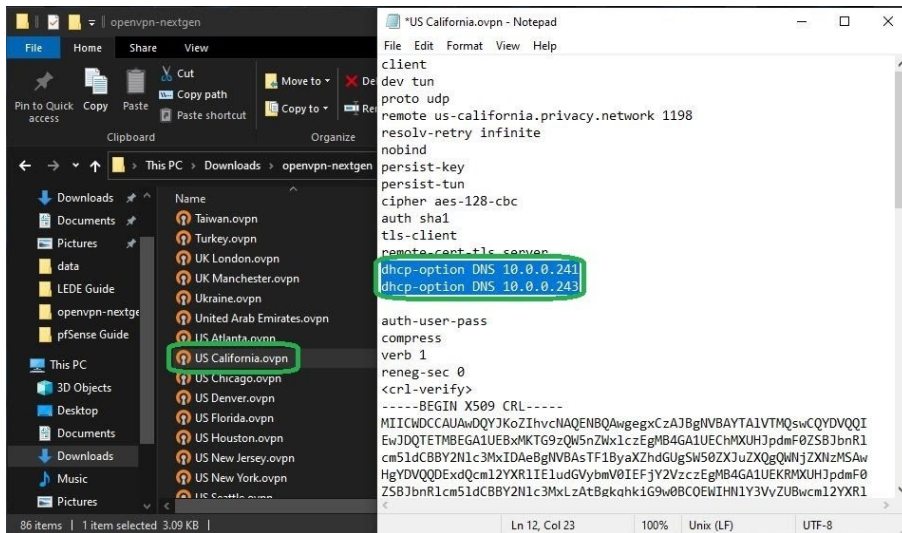 openvpn-nextgen
File Home Share View
Pin to Quick access
Copy
Paste
Cut
Copy path
Paste shortcut
Move to
Copy to
Clipboard
Organize
This PC > Downloads > openvpn-nextgen
Downloads
Documents
Pictures
data
LEDE Guide
openvpn-nextge
pfSense Guide
This PC
3D Objects
Desktop
Documents
Downloads
Music
Pictures
Name
Taiwan.ovpn
Turkey.ovpn
UK London.ovpn
UK Manchester.ovpn
Ukraine.ovpn
United Arab Emirates.ovpn
US Atlanta.ovpn
US California.ovpn
US Chicago.ovpn
US Denver.ovpn
US Florida.ovpn
US Houston.ovpn
US New Jersey.ovpn
US New York.ovpn
US Seattle.ovpn
86 items | 1 item selected 3.09 KB |
*US California.ovpn - Notepad
File Edit Format View Help
client
dev tun
proto udp
remote us-california.privacy.network 1198
resolv-retry infinite
nobind
persist-key
persist-tun
cipher aes-128-cbc
auth sha1
tls-client
remote-cert-tls server
dhcp-option DNS 10.0.0.241
dhcp-option DNS 10.0.0.243
auth-user-pass
compress
verb 1
reneg-sec 0
<crl-verify>
-----BEGIN X509 CRL-----
MIICWDCCAUAwDQYJKoZIhvcNAQENBQAwgegxCzAJBgNVBAYTAlVTMQswCQYDVQQI
EwJDQTETMBEGA1UEBxMKTG9zQW5nZWxlczEgMB4GA1UEChMXUHJpdmF0ZSBJbnRl
cm5ldCBBY2Nlc3MxIDAeBgNVBAsTF1ByaXZhdGUgSW50ZXJuZXQgQWNjZXNzMSAw
HgYDVQQDExdQcml2YXRlIEludGVybmV0IEFjY2VzczEgMB4GA1UEKRMXUHJpdmF0
ZSBJbnRlcm5ldCBBY2Nlc3MxLzAtBgkqhkiG9w0BCQEWIHNlY3VyZUBwcml2YXRl
Ln 12, Col 23
100%
Unix (LF)
UTF-8